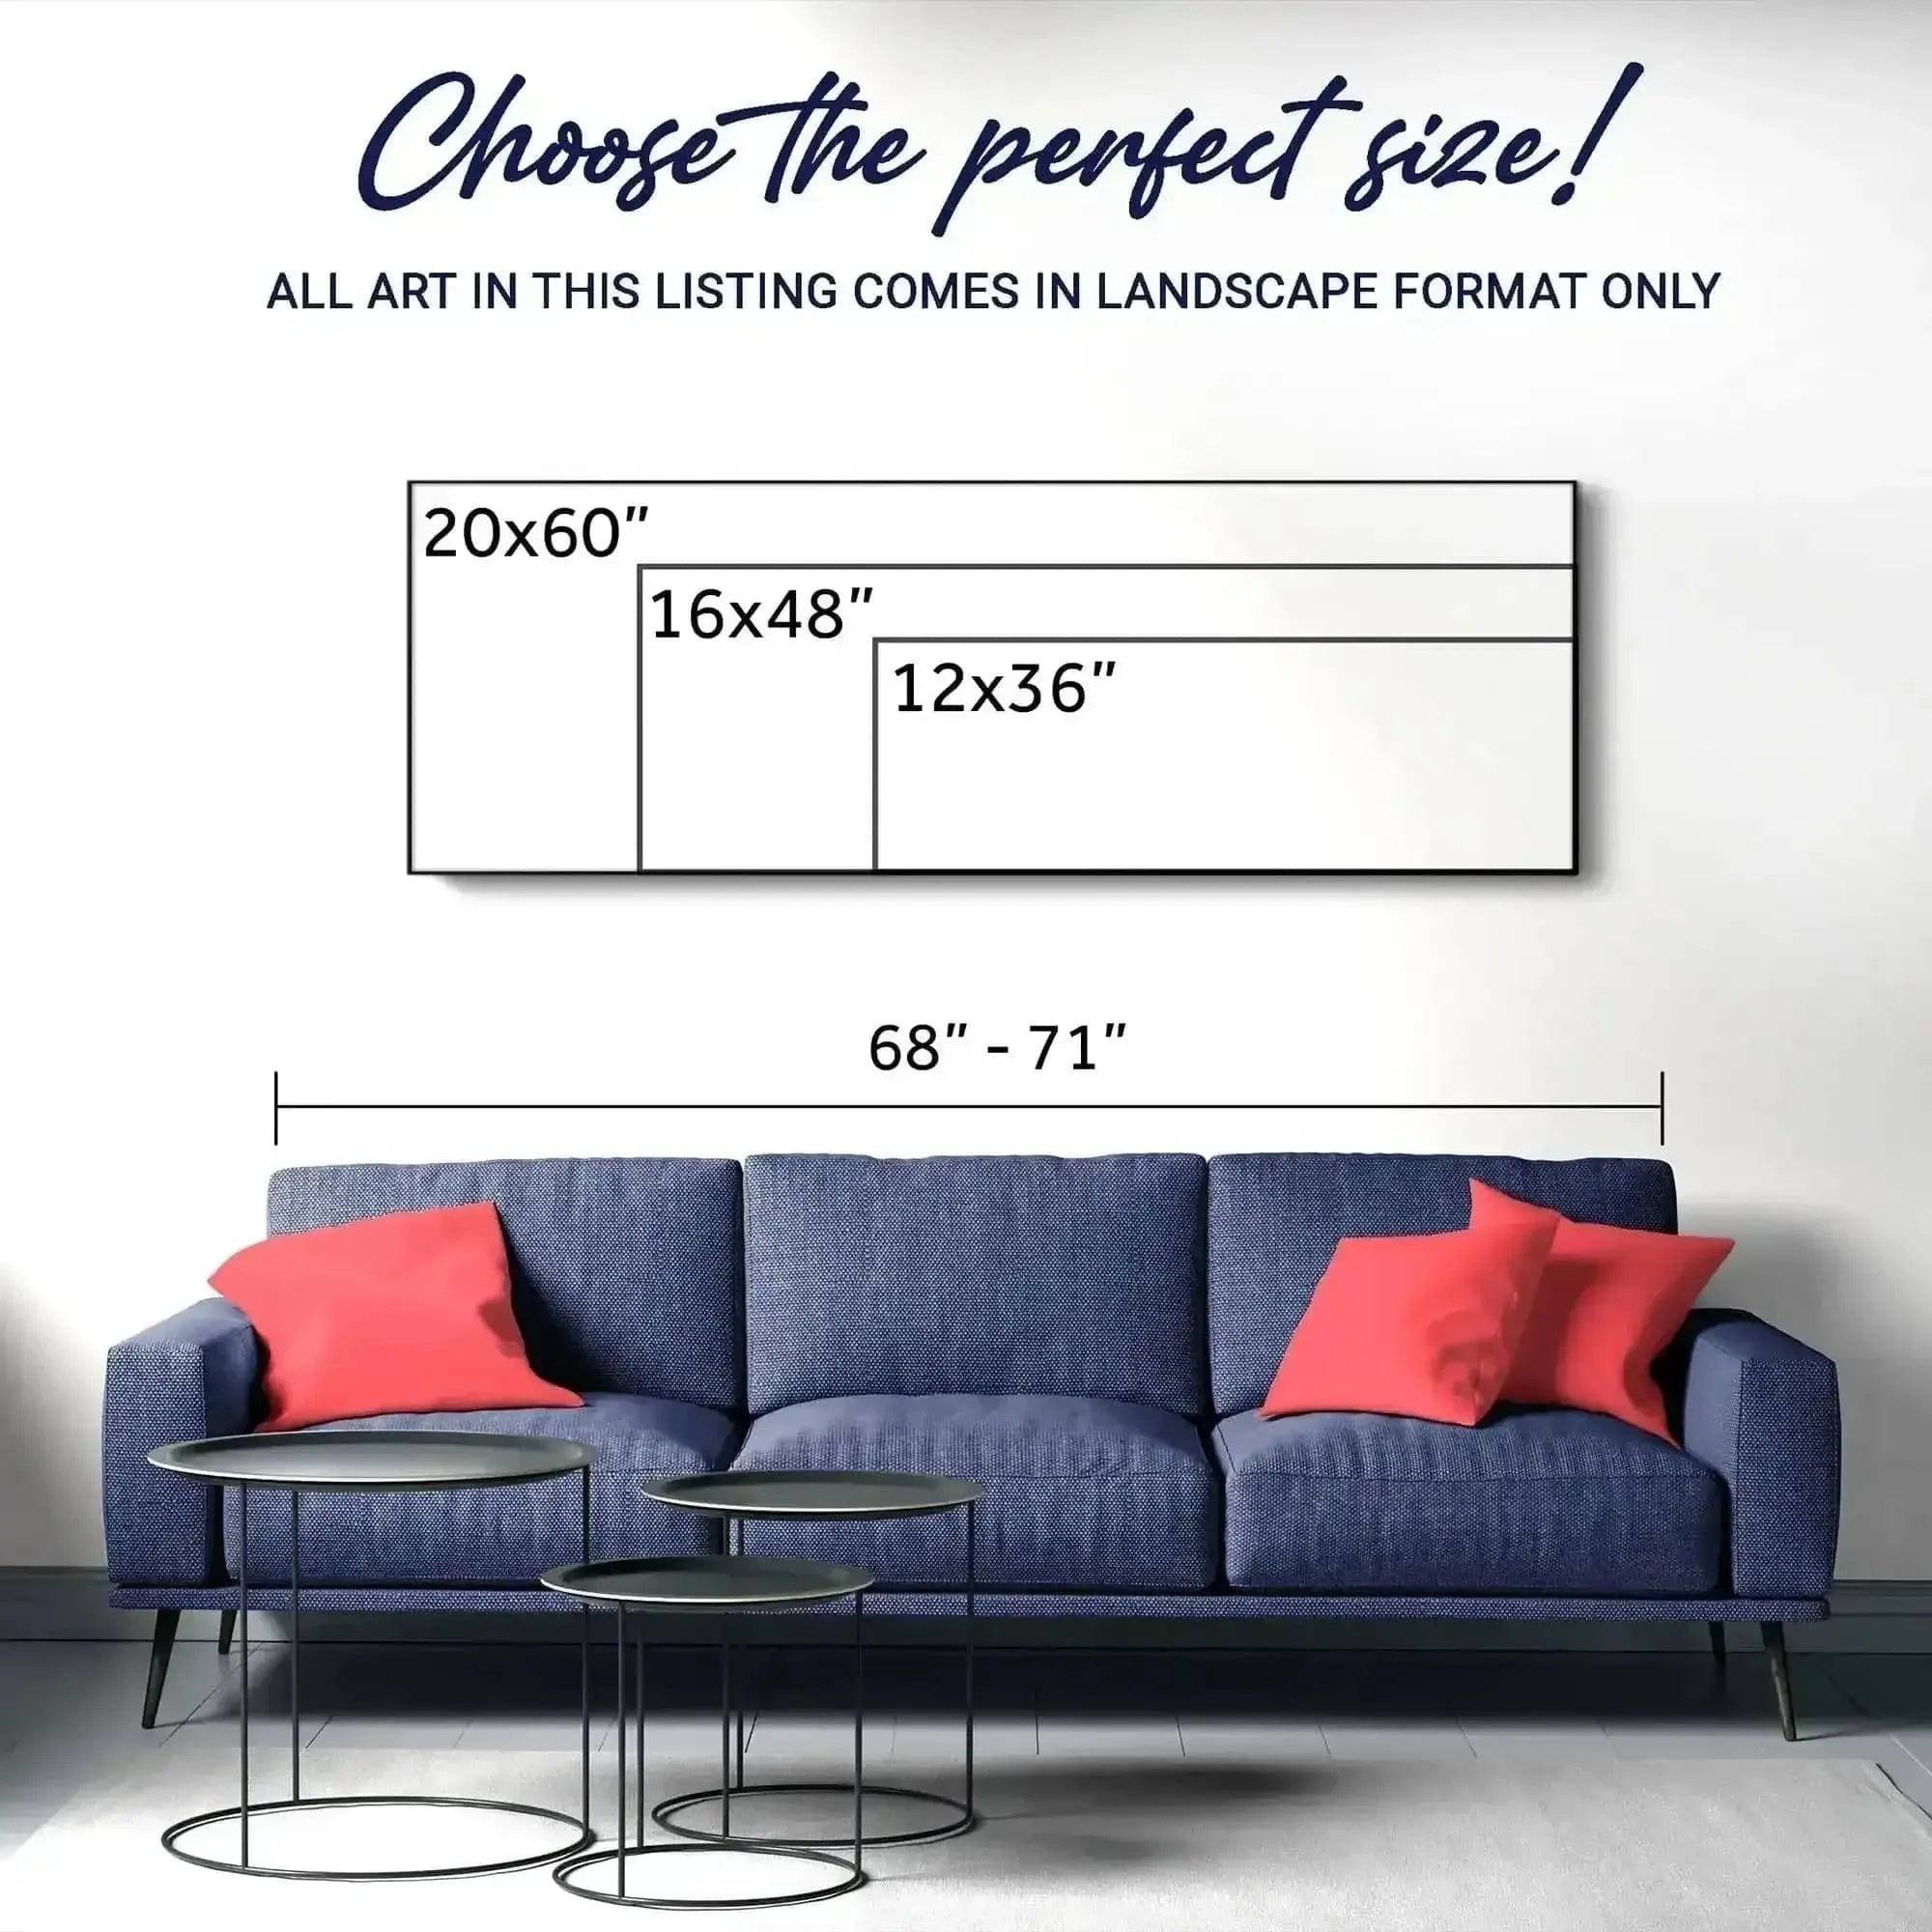 Choose the perfect size!
ALL ART IN THIS LISTING COMES IN LANDSCAPE FORMAT ONLY
20x60"
16x48"
12x36"
68" - 71"